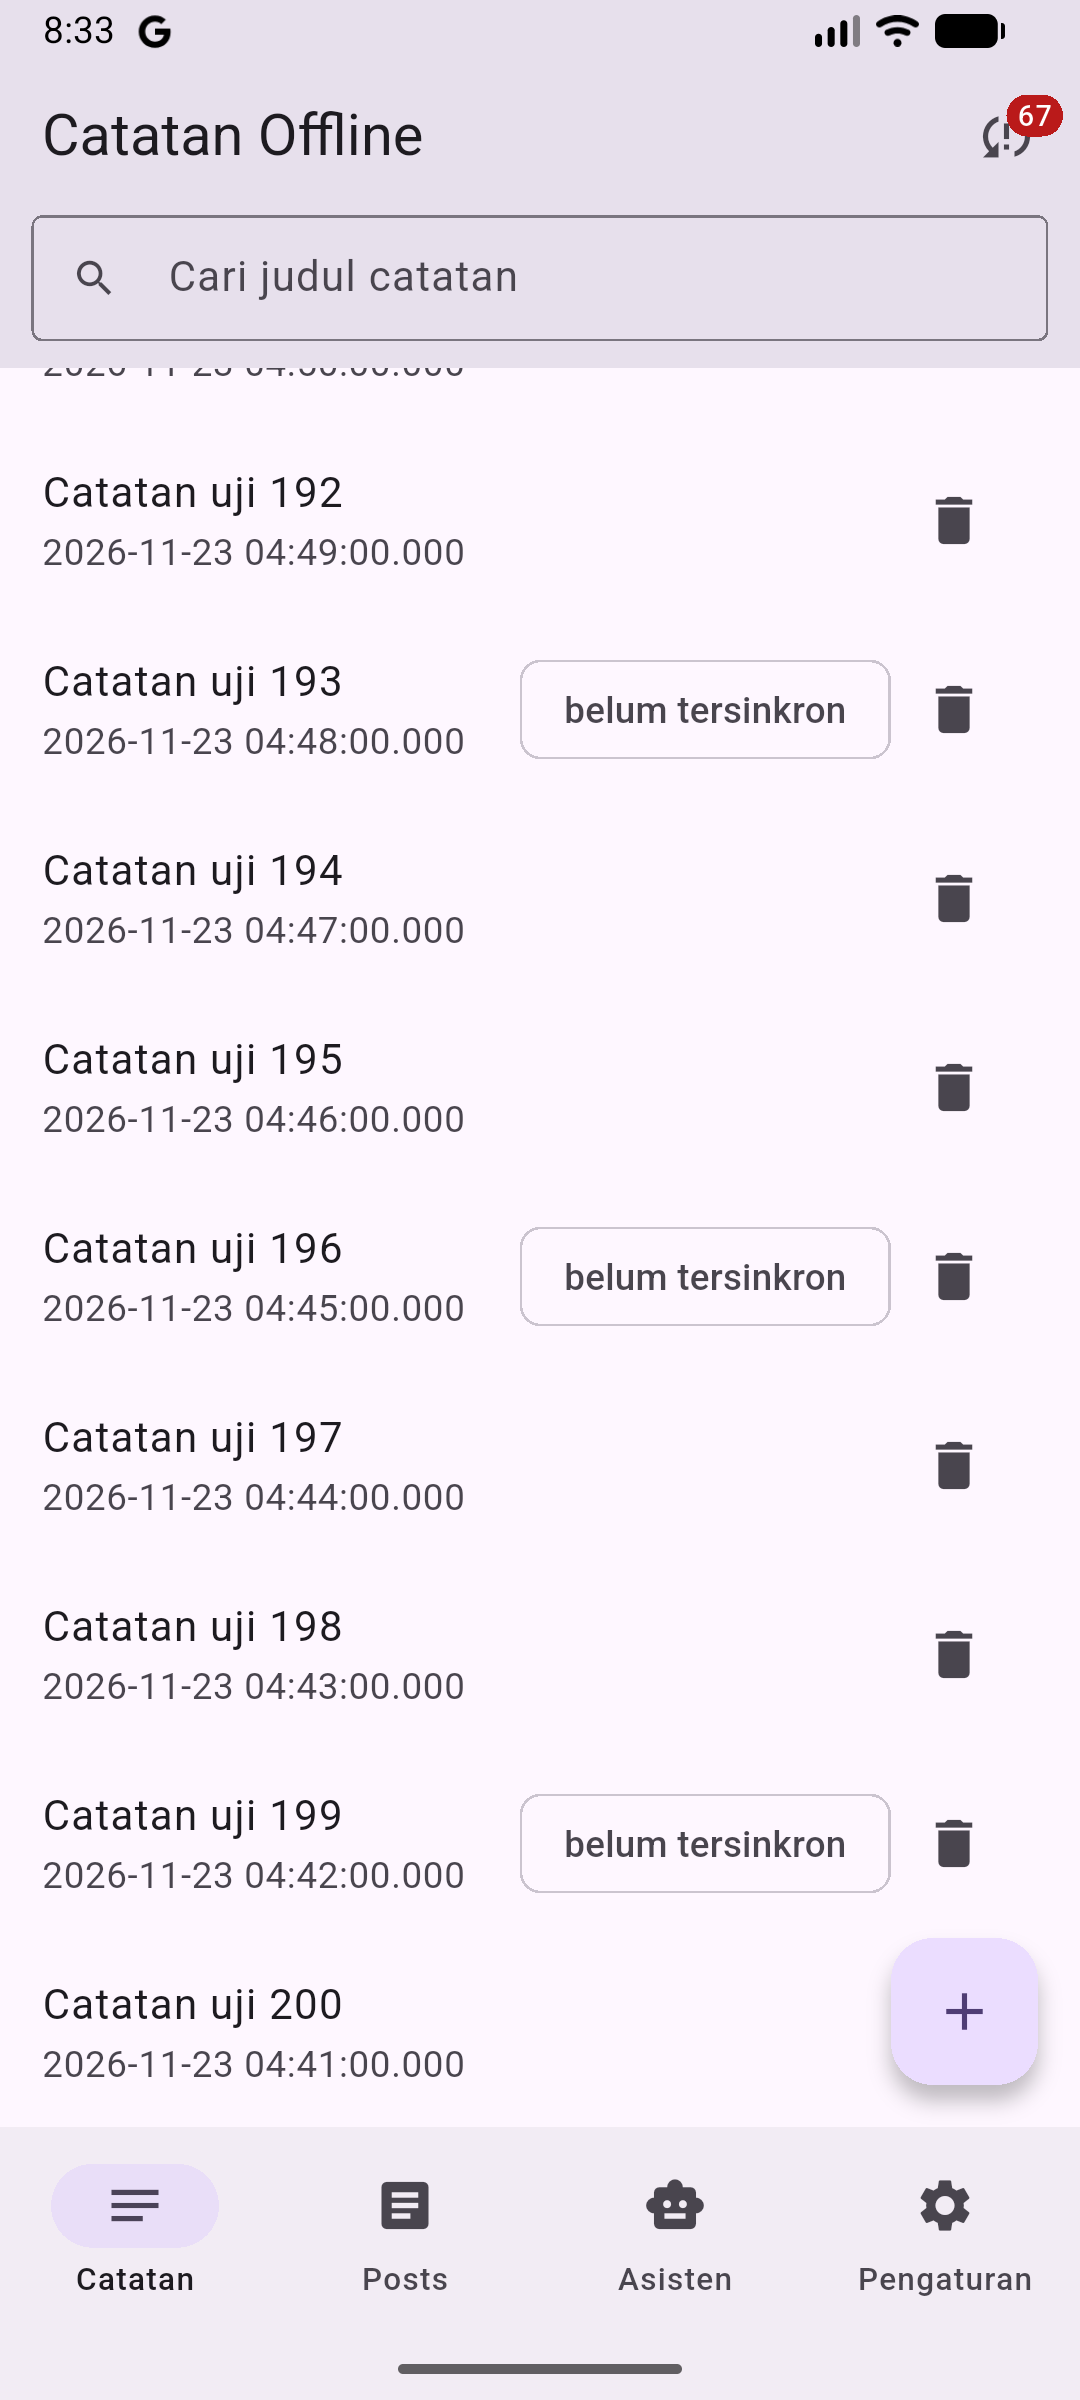 8:33
Catatan Offline
67
Cari judul catatan
Catatan uji 192
2026-11-23 04:49:00.000
Catatan uji 193
2026-11-23 04:48:00.000
belum tersinkron
Catatan uji 194
2026-11-23 04:47:00.000
Catatan uji 195
2026-11-23 04:46:00.000
Catatan uji 196
2026-11-23 04:45:00.000
belum tersinkron
Catatan uji 197
2026-11-23 04:44:00.000
Catatan uji 198
2026-11-23 04:43:00.000
Catatan uji 199
2026-11-23 04:42:00.000
belum tersinkron
Catatan uji 200
2026-11-23 04:41:00.000
Catatan
Posts
Asisten
Pengaturan